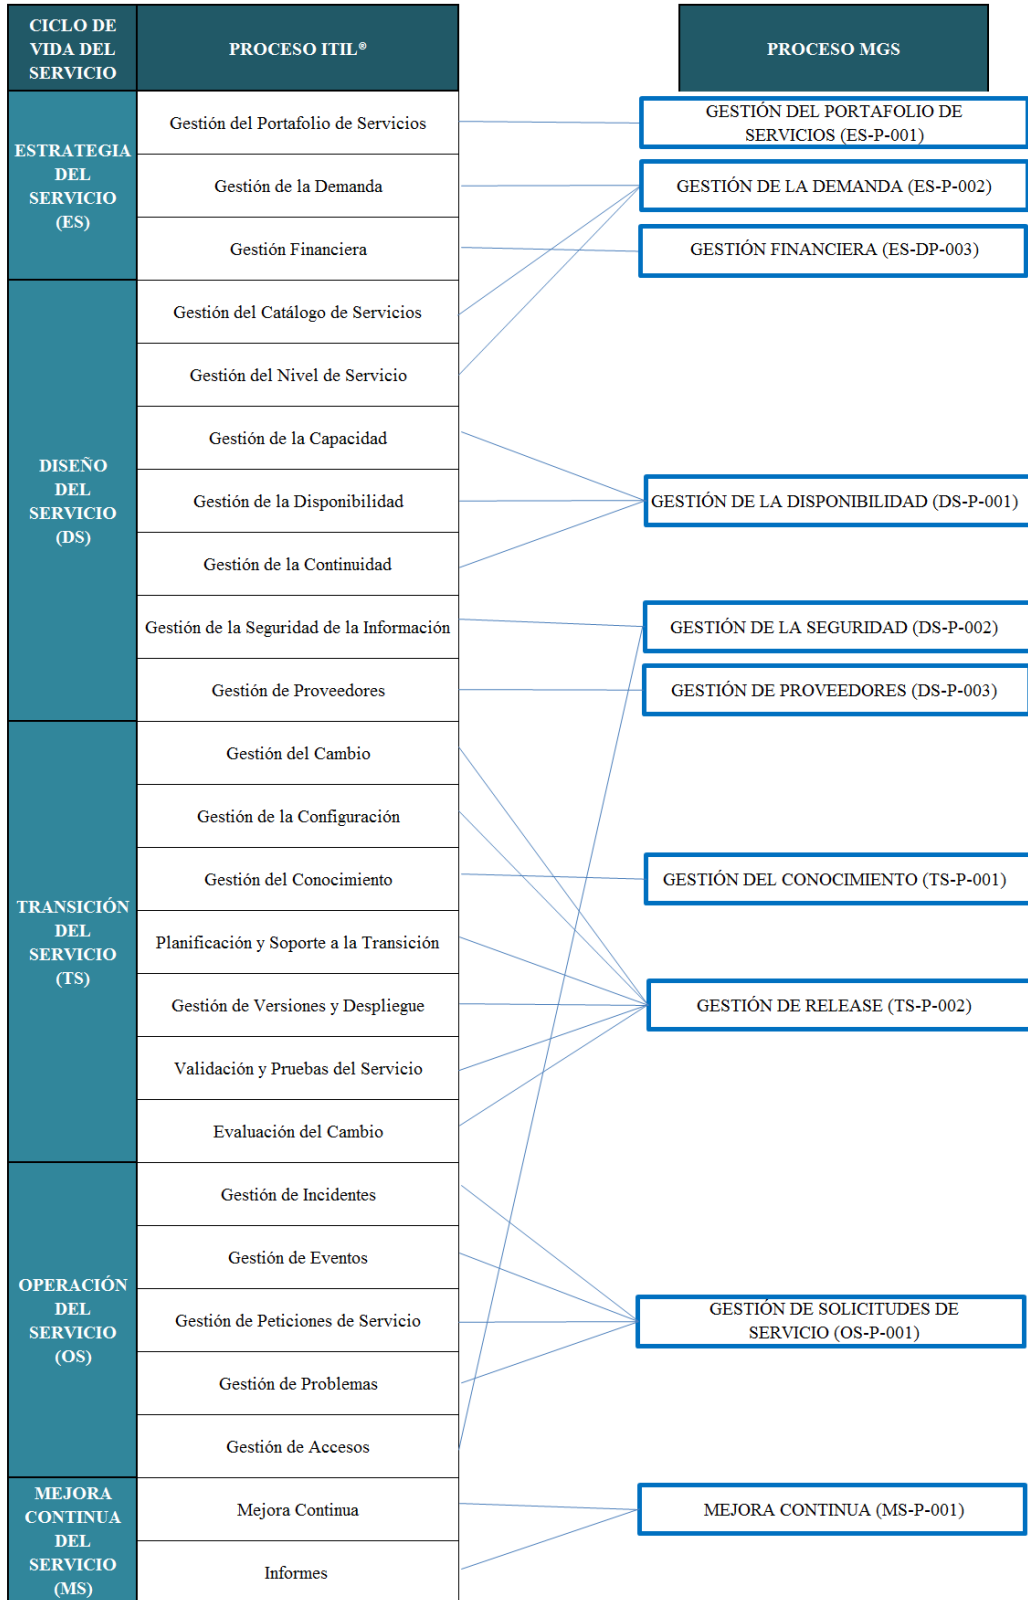 CICLO DE
VIDA DEL
SERVICIO
PROCESO ITIL®
PROCESO MGS
ESTRATEGIA
DEL
SERVICIO
(ES)
Gestión del Portafolio de Servicios
GESTIÓN DEL PORTAFOLIO DE
SERVICIOS (ES-P-001)
Gestión de la Demanda
GESTIÓN DE LA DEMANDA (ES-P-002)
Gestión Financiera
GESTIÓN FINANCIERA (ES-DP-003)
DISEÑO
DEL
SERVICIO
(DS)
Gestión del Catálogo de Servicios
Gestión del Nivel de Servicio
Gestión de la Capacidad
Gestión de la Disponibilidad
GESTIÓN DE LA DISPONIBILIDAD (DS-P-001)
Gestión de la Continuidad
Gestión de la Seguridad de la Información
GESTIÓN DE LA SEGURIDAD (DS-P-002)
Gestión de Proveedores
GESTIÓN DE PROVEEDORES (DS-P-003)
TRANSICIÓN
DEL
SERVICIO
(TS)
Gestión del Cambio
Gestión de la Configuración
Gestión del Conocimiento
GESTIÓN DEL CONOCIMIENTO (TS-P-001)
Planificación y Soporte a la Transición
Gestión de Versiones y Despliegue
GESTIÓN DE RELEASE (TS-P-002)
Validación y Pruebas del Servicio
Evaluación del Cambio
OPERACIÓN
DEL
SERVICIO
(OS)
Gestión de Incidentes
Gestión de Eventos
Gestión de Peticiones de Servicio
GESTIÓN DE SOLICITUDES DE
SERVICIO (OS-P-001)
Gestión de Problemas
Gestión de Accesos
MEJORA
CONTINUA
DEL
SERVICIO
(MS)
Mejora Continua
MEJORA CONTINUA (MS-P-001)
Informes